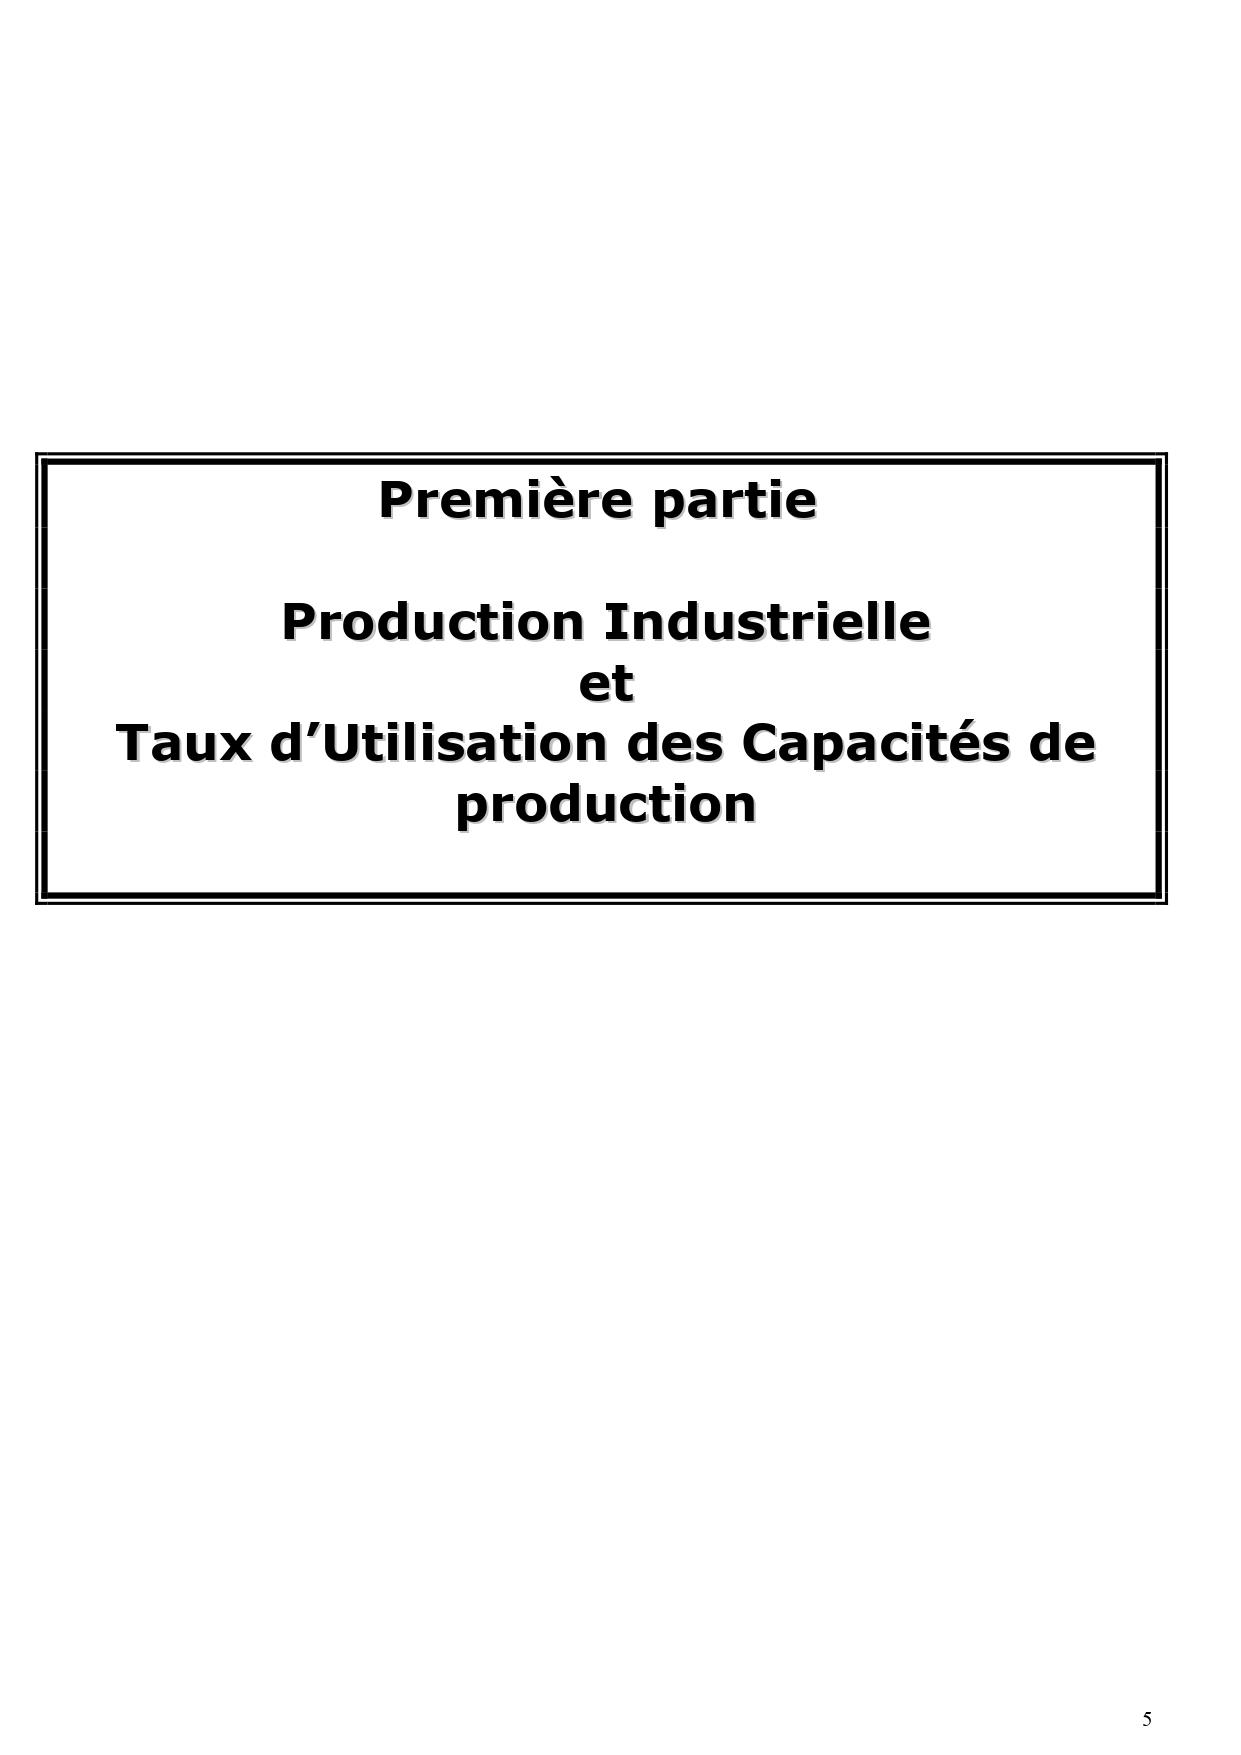 Première partie
Production Industrielle
et
Taux d’Utilisation des Capacités de
production
5